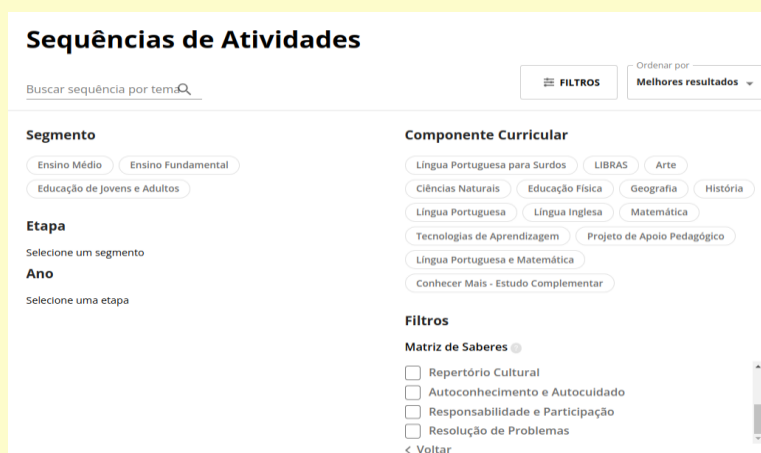 Sequências de Atividades
Buscar sequência por tema
FILTROS
Ordenar por
Melhores resultados
Segmento
Ensino Médio Ensino Fundamental
Educação de Jovens e Adultos
Etapa
Selecione um segmento
Ano
Selecione uma etapa
Componente Curricular
Língua Portuguesa para Surdos LIBRAS Arte
Ciências Naturais Educação Física Geografia História
Língua Portuguesa Língua Inglesa Matemática
Tecnologias de Aprendizagem Projeto de Apoio Pedagógico
Língua Portuguesa e Matemática
Conhecer Mais - Estudo Complementar
Filtros
Matriz de Saberes
Repertório Cultural
Autoconhecimento e Autocuidado
Responsabilidade e Participação
Resolução de Problemas
< Voltar